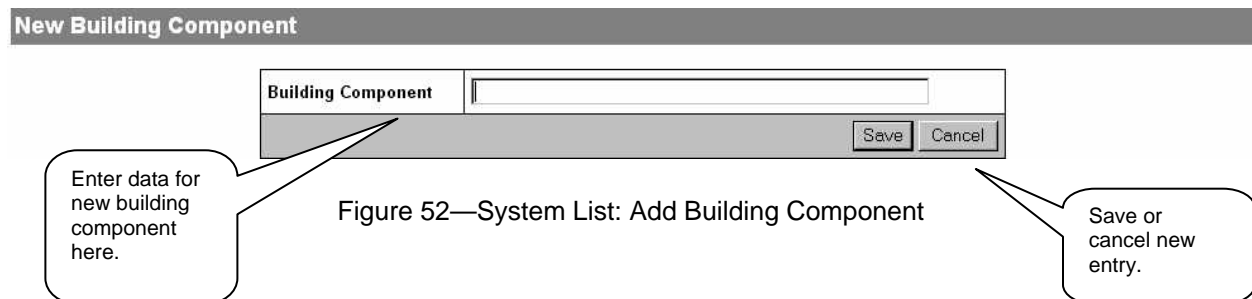 New Building Component
Building Component
Save Cancel
Enter data for
new building
component
here.
Figure 52—System List: Add Building Component
Save or
cancel new
entry.